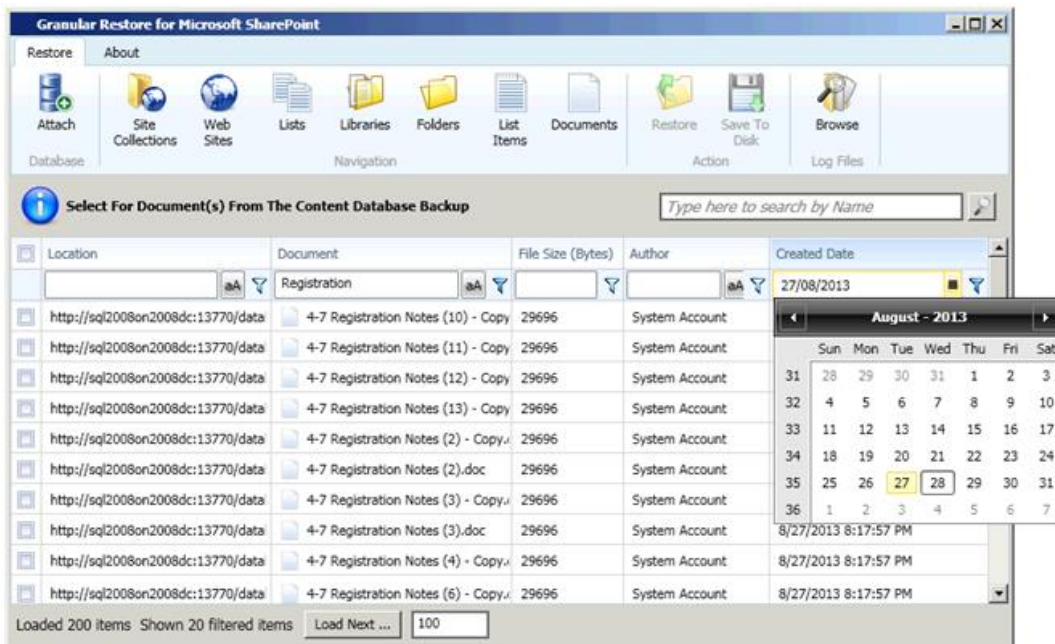 Granular Restore for Microsoft SharePoint
Restore About
Attach Site Collections Web Sites Lists Libraries Folders List Items Documents Restore Save To Disk Browse
Database Navigation Action Log Files
Select For Document(s) From The Content Database Backup Type here to search by Name
Location Document File Size (Bytes) Author Created Date
aA Registration aA aA 27/08/2013
http://sql2008on2008dc:13770/data 4-7 Registration Notes (10) - Copy 29696 System Account
http://sql2008on2008dc:13770/data 4-7 Registration Notes (11) - Copy 29696 System Account
http://sql2008on2008dc:13770/data 4-7 Registration Notes (12) - Copy 29696 System Account
http://sql2008on2008dc:13770/data 4-7 Registration Notes (13) - Copy 29696 System Account
http://sql2008on2008dc:13770/data 4-7 Registration Notes (2) - Copy. 29696 System Account
http://sql2008on2008dc:13770/data 4-7 Registration Notes (2).doc 29696 System Account
http://sql2008on2008dc:13770/data 4-7 Registration Notes (3) - Copy. 29696 System Account
http://sql2008on2008dc:13770/data 4-7 Registration Notes (3).doc 29696 System Account 8/27/2013 8:17:57 PM
http://sql2008on2008dc:13770/data 4-7 Registration Notes (4) - Copy. 29696 System Account 8/27/2013 8:17:57 PM
http://sql2008on2008dc:13770/data 4-7 Registration Notes (6) - Copy. 29696 System Account 8/27/2013 8:17:57 PM
August - 2013
Sun Mon Tue Wed Thu Fri Sat
31 28 29 30 31 1 2 3
32 4 5 6 7 8 9 10
33 11 12 13 14 15 16 17
34 18 19 20 21 22 23 24
35 25 26 27 28 29 30 31
36 1 2 3 4 5 6 7
Loaded 200 items Shown 20 filtered items Load Next ... 100